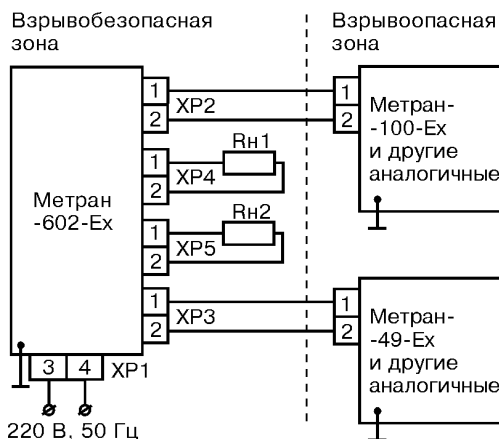 Взрывобезопасная
зона
Взрывоопасная
зона
Метран
-602-Ex
1
2
XP2
1
2
XP4
Rн1
1
2
XP5
Rн2
1
2
XP3
3
4
XP1
220 В, 50 Гц
1
2
Метран-
-100-Ex
и другие
аналогичные
1
2
Метран-
-49-Ex
и другие
аналогичные